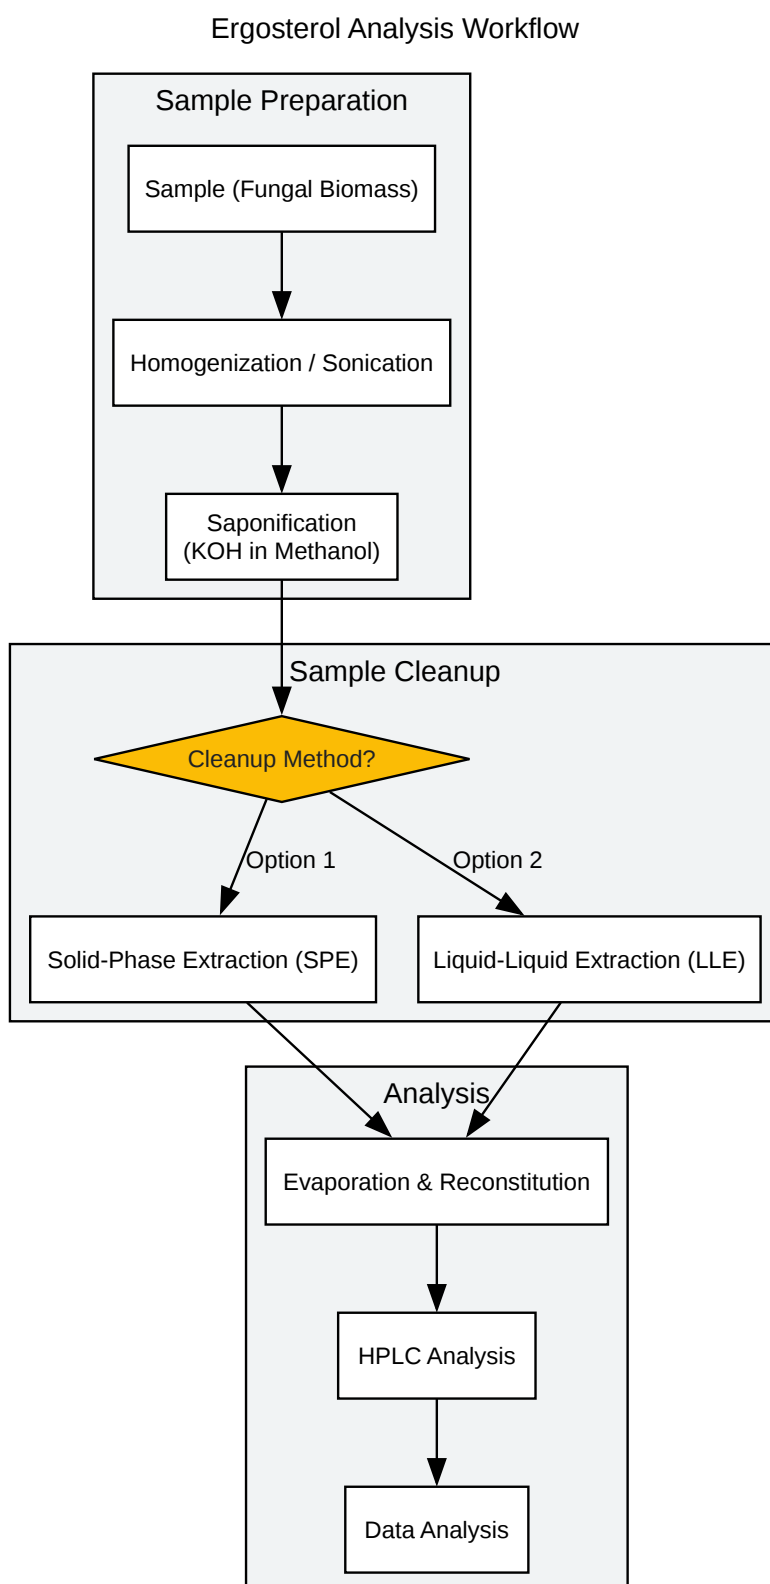 Ergosterol Analysis Workflow
Sample Preparation
Sample (Fungal Biomass)
Homogenization / Sonication
Saponification
(KOH in Methanol)
Sample Cleanup
Cleanup Method?
Option 1
Option 2
Solid-Phase Extraction (SPE)
Liquid-Liquid Extraction (LLE)
Analysis
Evaporation & Reconstitution
HPLC Analysis
Data Analysis